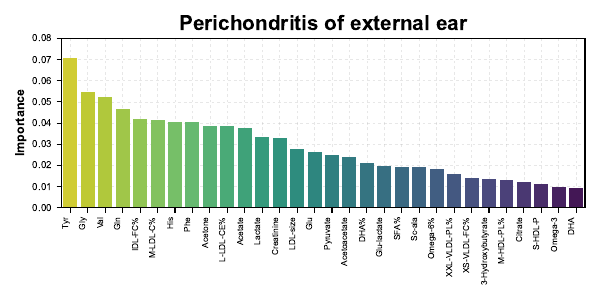 Perichondritis of external ear
Importance
0.08
0.07
0.06
0.05
0.04
0.03
0.02
0.01
0.00
Tyr
Gly
Val
Gln
IDL-FC%
M-LDL-C%
His
Phe
Acetone
L-LDL-CE%
Acetate
Lactate
Creatinine
LDL-size
Glu
Pyruvate
Acetoacetate
DHA%
Glu-lactate
SFA%
Sc-ala
Omega-6%
XXL-VLDL-PL%
XS-VLDL-FC%
3-Hydroxybutyrate
M-HDL-PL%
Citrate
S-HDL-P
Omega-3
DHA